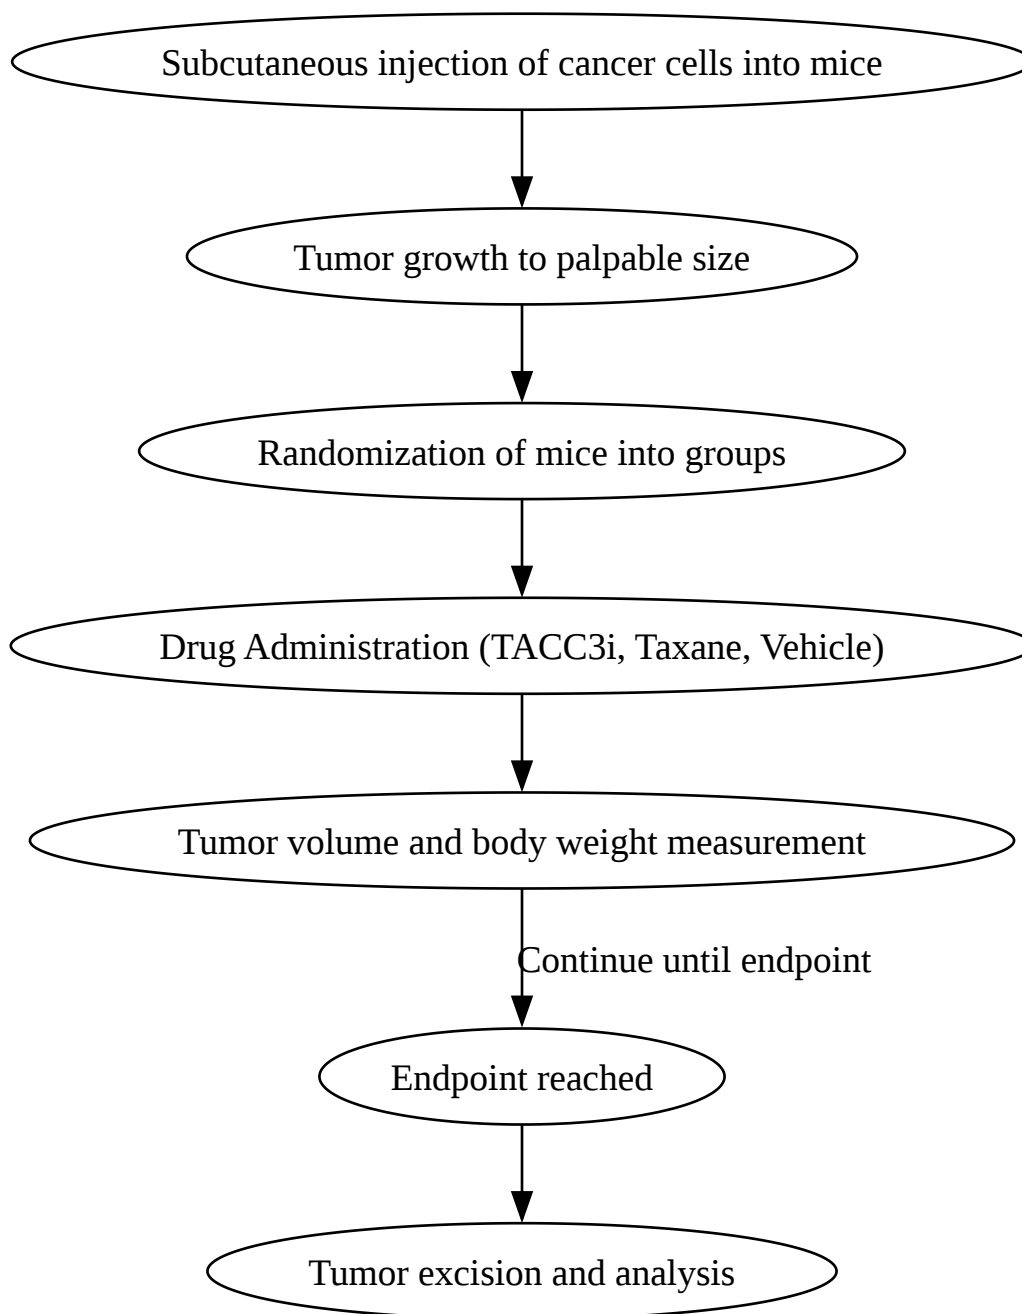 Subcutaneous injection of cancer cells into mice
Tumor growth to palpable size
Randomization of mice into groups
Drug Administration (TACC3i, Taxane, Vehicle)
Tumor volume and body weight measurement
Continue until endpoint
Endpoint reached
Tumor excision and analysis